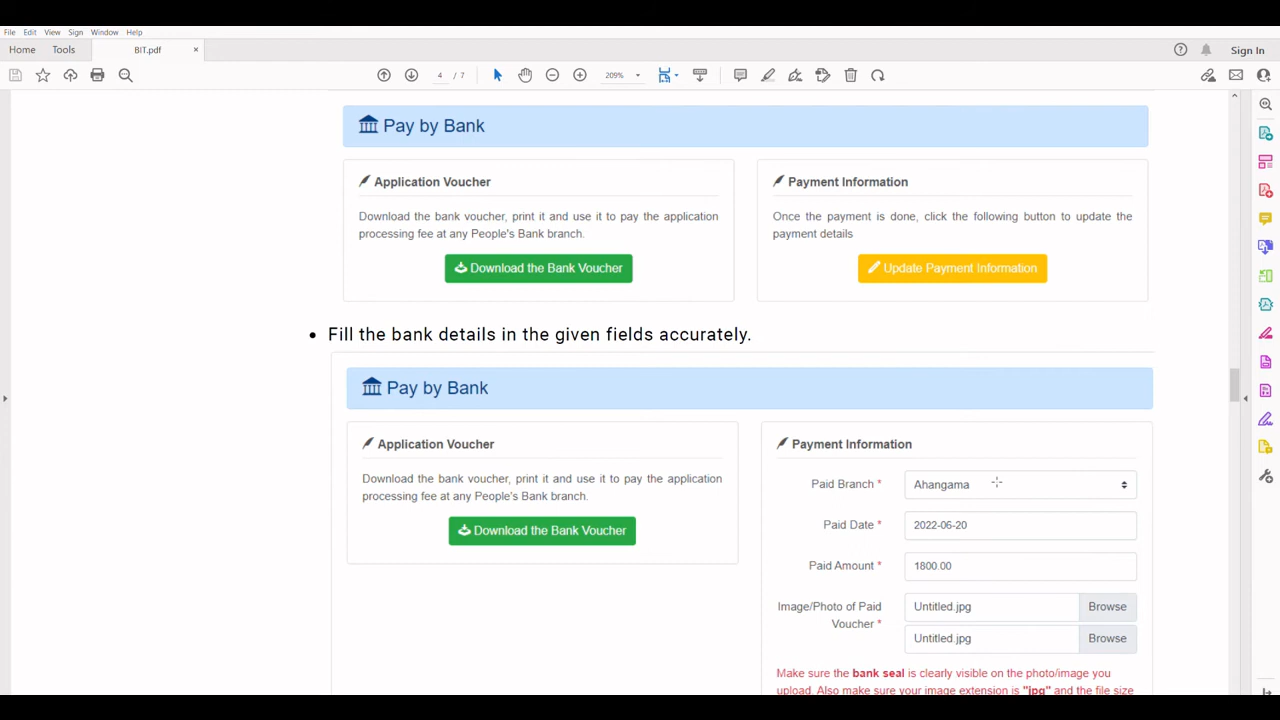 File Edit View Sign Window Help
Home Tools BIT.pdf × Sign In
4 / 7 209%
Pay by Bank
Application Voucher
Download the bank voucher, print it and use it to pay the application
processing fee at any People's Bank branch.
Download the Bank Voucher
Payment Information
Once the payment is done, click the following button to update the
payment details
Update Payment Information
• Fill the bank details in the given fields accurately.
Pay by Bank
Application Voucher
Download the bank voucher, print it and use it to pay the application
processing fee at any People's Bank branch.
Download the Bank Voucher
Payment Information
Paid Branch * Ahangama
Paid Date * 2022-06-20
Paid Amount * 1800.00
Image/Photo of Paid
Voucher *
Untitled.jpg Browse
Untitled.jpg Browse
Make sure the bank seal is clearly visible on the photo/image you
upload. Also make sure your image extension is "jpg" and the file size